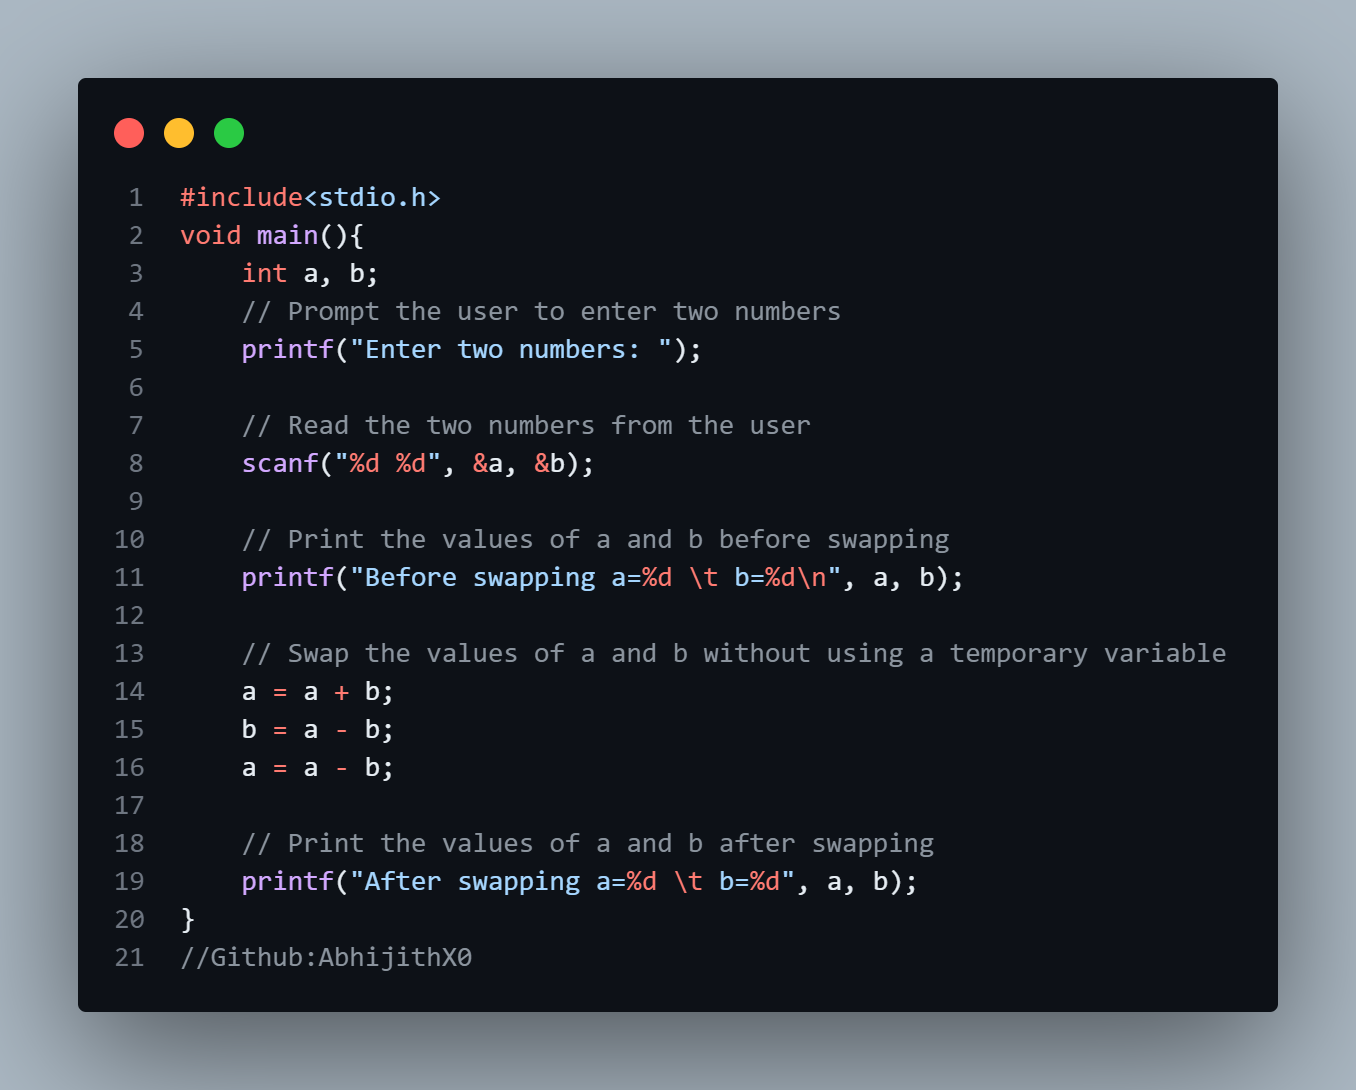 1 #include<stdio.h>
2 void main(){
3     int a, b;
4     // Prompt the user to enter two numbers
5     printf("Enter two numbers: ");
6
7     // Read the two numbers from the user
8     scanf("%d %d", &a, &b);
9
10     // Print the values of a and b before swapping
11     printf("Before swapping a=%d \t b=%d\n", a, b);
12
13     // Swap the values of a and b without using a temporary variable
14     a = a + b;
15     b = a - b;
16     a = a - b;
17
18     // Print the values of a and b after swapping
19     printf("After swapping a=%d \t b=%d", a, b);
20 }
21 //Github:AbhijithX0